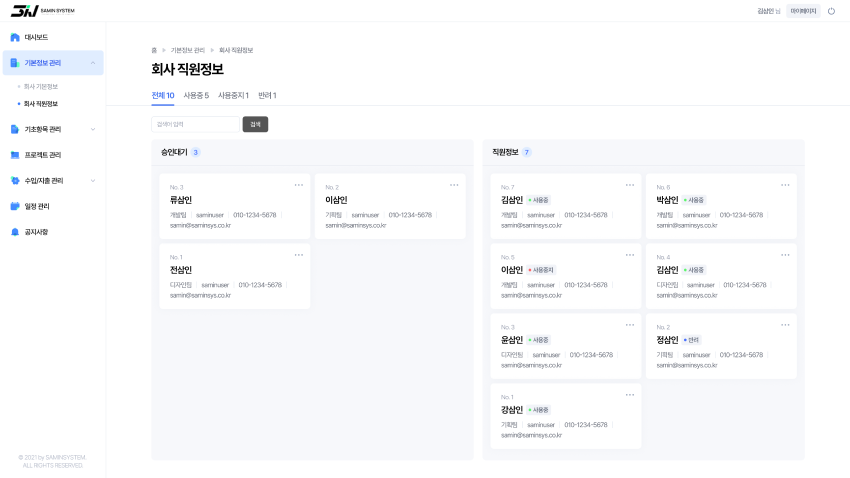 SAMIN SYSTEM
김삼인 님
마이페이지
대시보드
기본정보 관리
회사 기본정보
회사 직원정보
기초항목 관리
프로젝트 관리
수입/지출 관리
일정 관리
공지사항
© 2021 by SAMINSYSTEM.
ALL RIGHTS RESERVED.
홈 > 기본정보 관리 > 회사 직원정보
회사 직원정보
전체 10 사용중 5 사용중지 1 반려 1
검색어 입력
검색
승인대기 3
No. 3
류삼인
개발팀 | saminuser | 010-1234-5678 |
samin@saminsys.co.kr
No. 2
이삼인
기획팀 | saminuser | 010-1234-5678 |
samin@saminsys.co.kr
No. 1
전삼인
디자인팀 | saminuser | 010-1234-5678 |
samin@saminsys.co.kr
직원정보 7
No. 7
김삼인 사용중
개발팀 | saminuser | 010-1234-5678 |
samin@saminsys.co.kr
No. 6
박삼인 사용중
개발팀 | saminuser | 010-1234-5678 |
samin@saminsys.co.kr
No. 5
이삼인 사용중지
개발팀 | saminuser | 010-1234-5678 |
samin@saminsys.co.kr
No. 4
김삼인 사용중
디자인팀 | saminuser | 010-1234-5678 |
samin@saminsys.co.kr
No. 3
윤삼인 사용중
디자인팀 | saminuser | 010-1234-5678 |
samin@saminsys.co.kr
No. 2
정삼인 반려
기획팀 | saminuser | 010-1234-5678 |
samin@saminsys.co.kr
No. 1
강삼인 사용중
기획팀 | saminuser | 010-1234-5678 |
samin@saminsys.co.kr